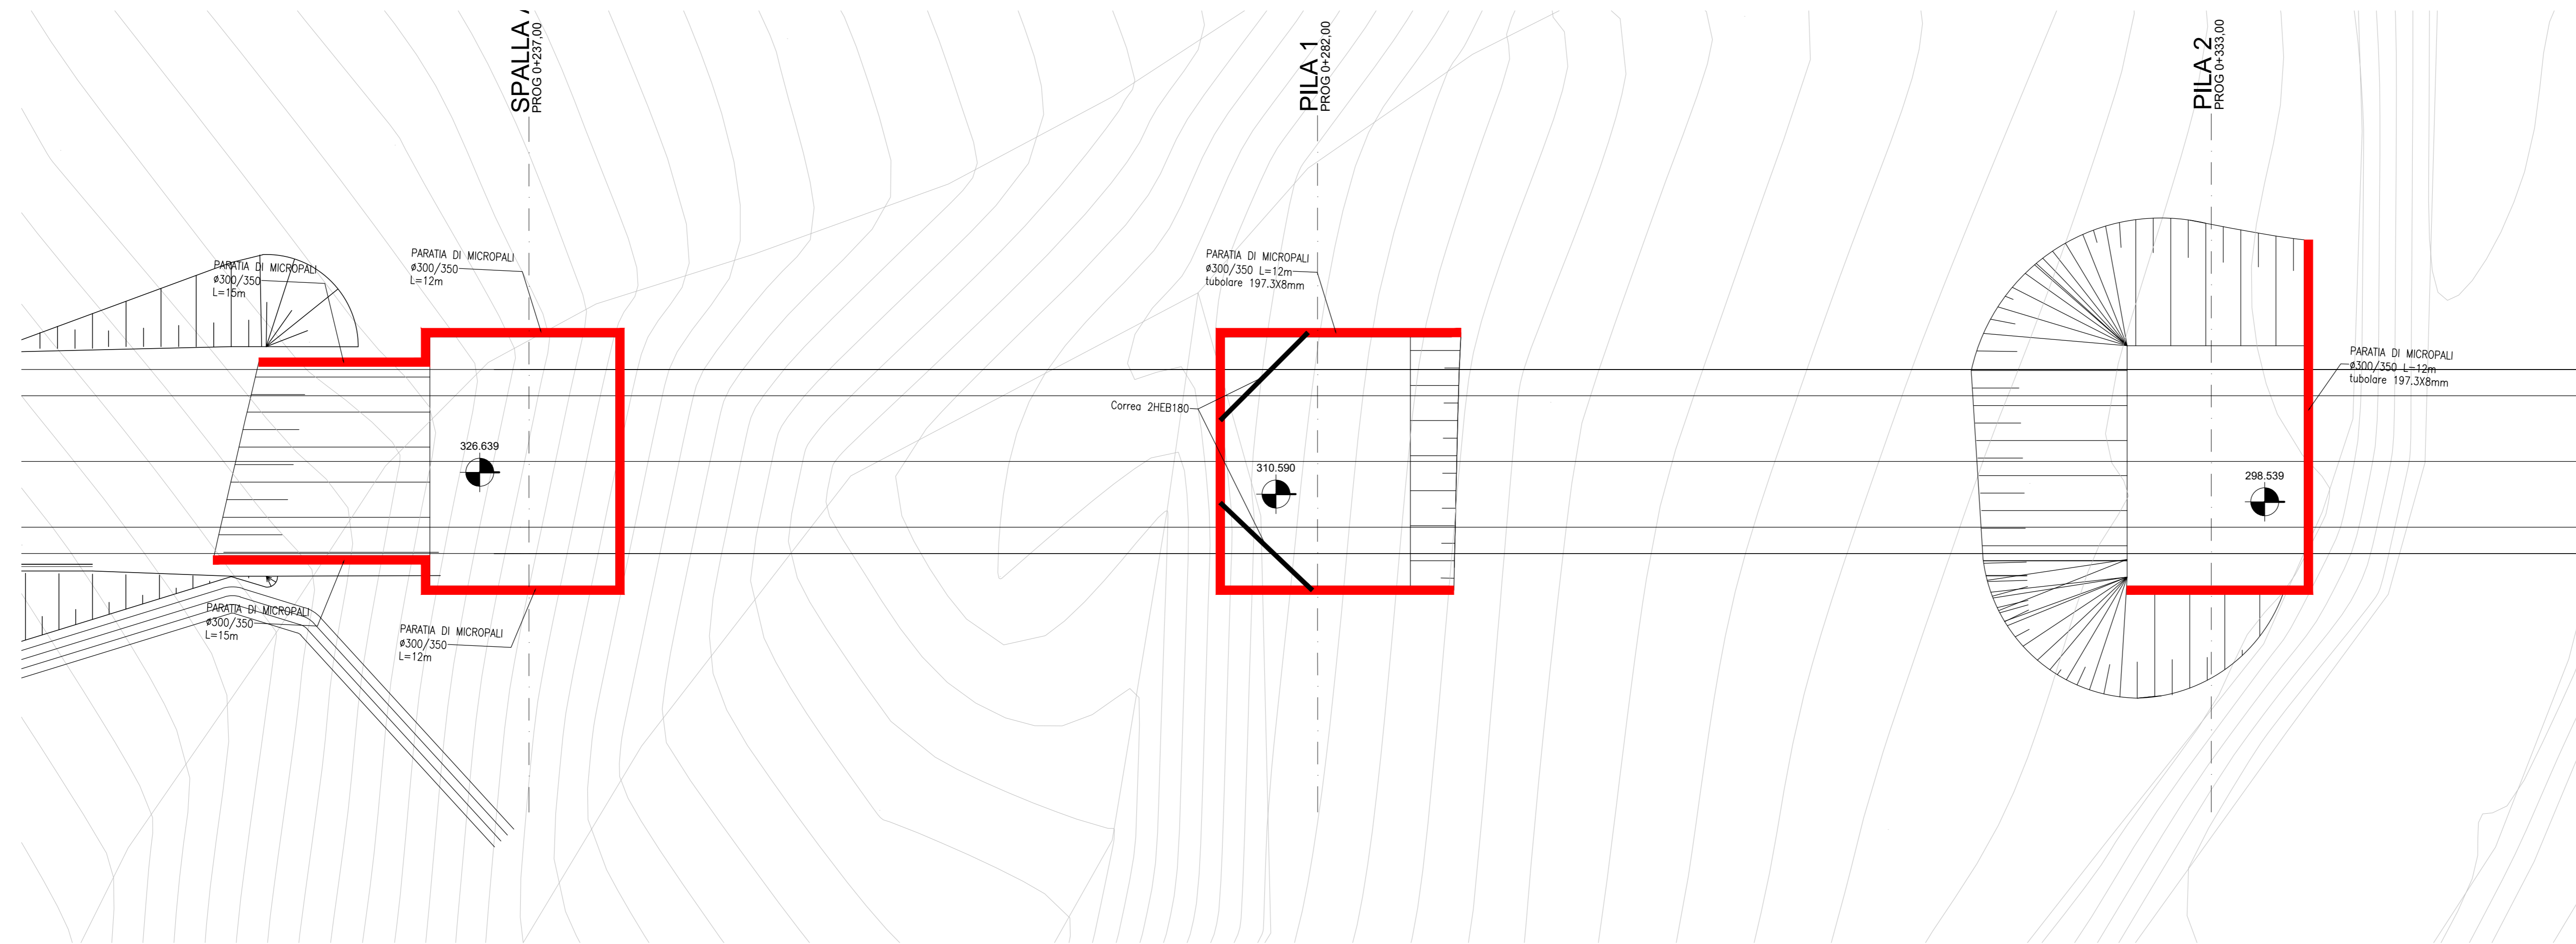 SPALLA
PROG 0+237,00
PILA 1
PROG 0+282,00
PILA 2
PROG 0+333,00
PARATIA DI MICROPALI
ø300/350
L=15m
PARATIA DI MICROPALI
ø300/350
L=12m
PARATIA DI MICROPALI
ø300/350 L=12m
tubolare 197.3X8mm
PARATIA DI MICROPALI
ø300/350 L=12m
tubolare 197.3X8mm
Correa 2HEB180
326.639
310.590
298.539
PARATIA DI MICROPALI
ø300/350
L=15m
PARATIA DI MICROPALI
ø300/350
L=12m